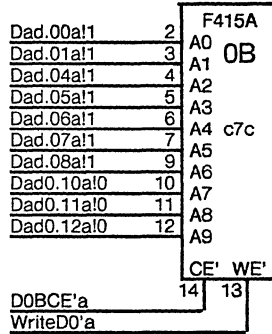 F415A
Dad.00a!1 2 A0 0B
Dad.01a!1 3 A1
Dad.04a!1 4 A2
Dad.05a!1 5 A3
Dad.06a!1 6 A4 c7c
Dad.07a!1 7 A5
Dad.08a!1 9 A6
Dad0.10a!0 10 A7
Dad0.11a!0 11 A8
Dad0.12a!0 12 A9
CE' WE'
14 13
D0BCE'a
WriteD0'a